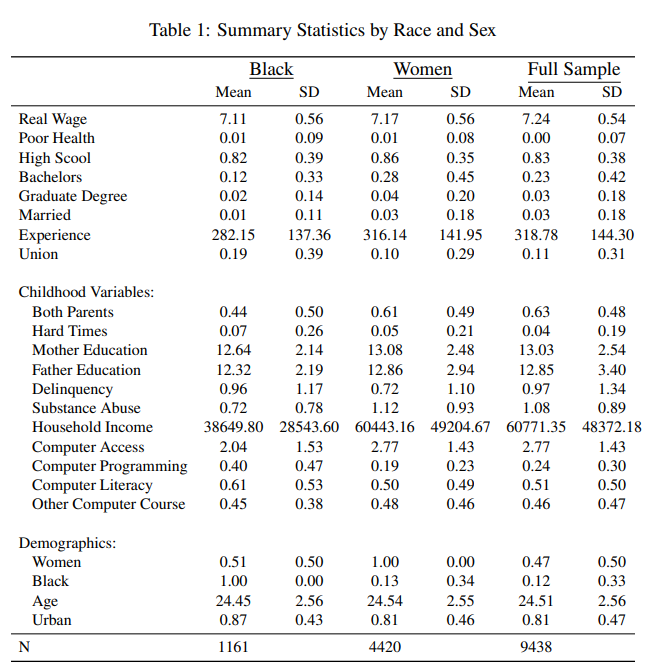 Table 1: Summary Statistics by Race and Sex
Black Women Full Sample
Mean SD Mean SD Mean SD
Real Wage 7.11 0.56 7.17 0.56 7.24 0.54
Poor Health 0.01 0.09 0.01 0.08 0.00 0.07
High Scool 0.82 0.39 0.86 0.35 0.83 0.38
Bachelors 0.12 0.33 0.28 0.45 0.23 0.42
Graduate Degree 0.02 0.14 0.04 0.20 0.03 0.18
Married 0.01 0.11 0.03 0.18 0.03 0.18
Experience 282.15 137.36 316.14 141.95 318.78 144.30
Union 0.19 0.39 0.10 0.29 0.11 0.31
Childhood Variables:
Both Parents 0.44 0.50 0.61 0.49 0.63 0.48
Hard Times 0.07 0.26 0.05 0.21 0.04 0.19
Mother Education 12.64 2.14 13.08 2.48 13.03 2.54
Father Education 12.32 2.19 12.86 2.94 12.85 3.40
Delinquency 0.96 1.17 0.72 1.10 0.97 1.34
Substance Abuse 0.72 0.78 1.12 0.93 1.08 0.89
Household Income 38649.80 28543.60 60443.16 49204.67 60771.35 48372.18
Computer Access 2.04 1.53 2.77 1.43 2.77 1.43
Computer Programming 0.40 0.47 0.19 0.23 0.24 0.30
Computer Literacy 0.61 0.53 0.50 0.49 0.51 0.50
Other Computer Course 0.45 0.38 0.48 0.46 0.46 0.47
Demographics:
Women 0.51 0.50 1.00 0.00 0.47 0.50
Black 1.00 0.00 0.13 0.34 0.12 0.33
Age 24.45 2.56 24.54 2.55 24.51 2.56
Urban 0.87 0.43 0.81 0.46 0.81 0.47
N 1161 4420 9438